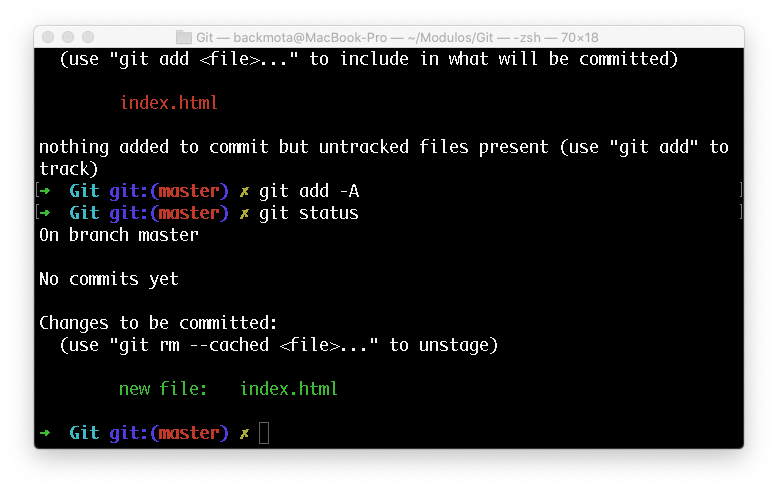 Git — backmota@MacBook-Pro — ~/Modulos/Git — -zsh — 70×18
(use "git add <file>..." to include in what will be committed)
index.html
nothing added to commit but untracked files present (use "git add" to
track)
[➜  Git git:(master) ✗ git add -A ]
[➜  Git git:(master) ✗ git status ]
On branch master
No commits yet
Changes to be committed:
(use "git rm --cached <file>..." to unstage)
new file:   index.html
➜  Git git:(master) ✗